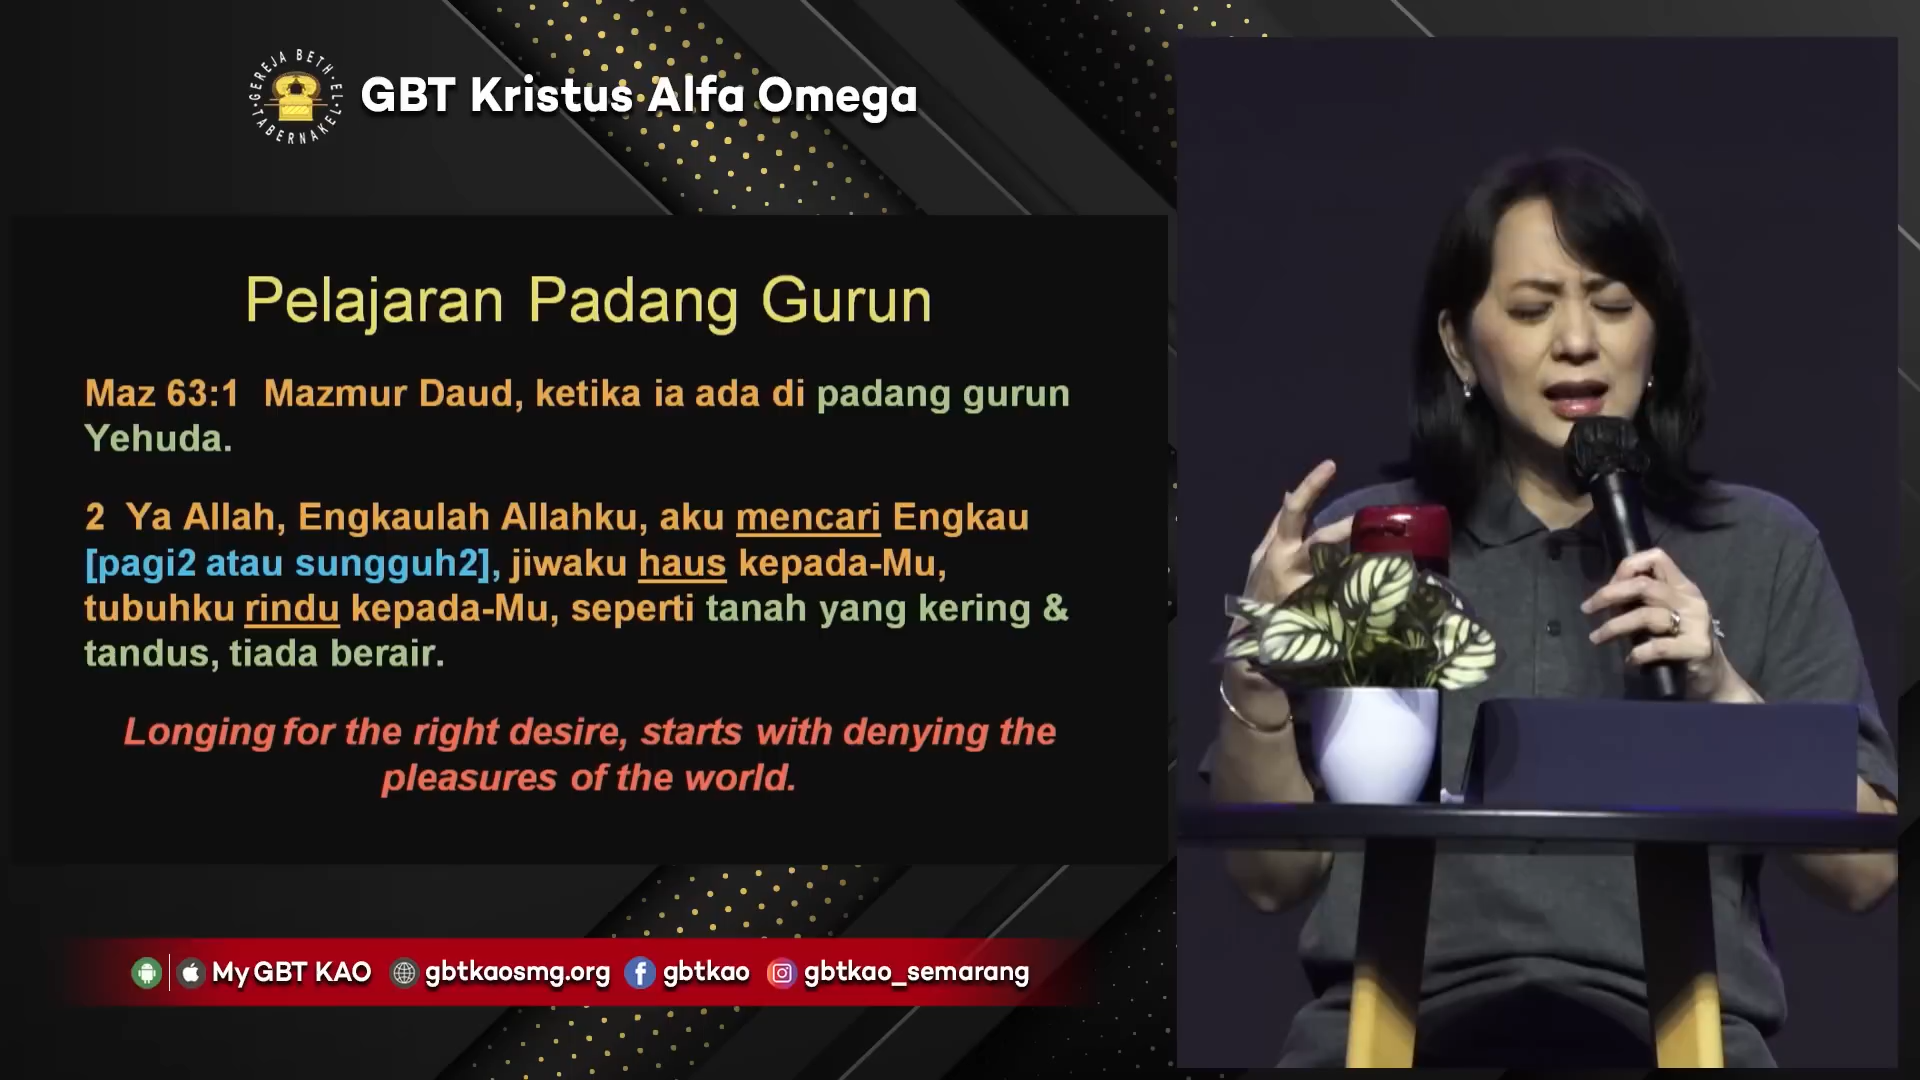 GEREJA BETH-EL TABERNAKEL
GBT Kristus Alfa Omega
Pelajaran Padang Gurun
Maz 63:1 Mazmur Daud, ketika ia ada di padang gurun
Yehuda.
2 Ya Allah, Engkaulah Allahku, aku mencari Engkau
[pagi2 atau sungguh2], jiwaku haus kepada-Mu,
tubuhku rindu kepada-Mu, seperti tanah yang kering &
tandus, tiada berair.
Longing for the right desire, starts with denying the
pleasures of the world.
My GBT KAO gbtkaosmg.org gbtkao gbtkao_semarang